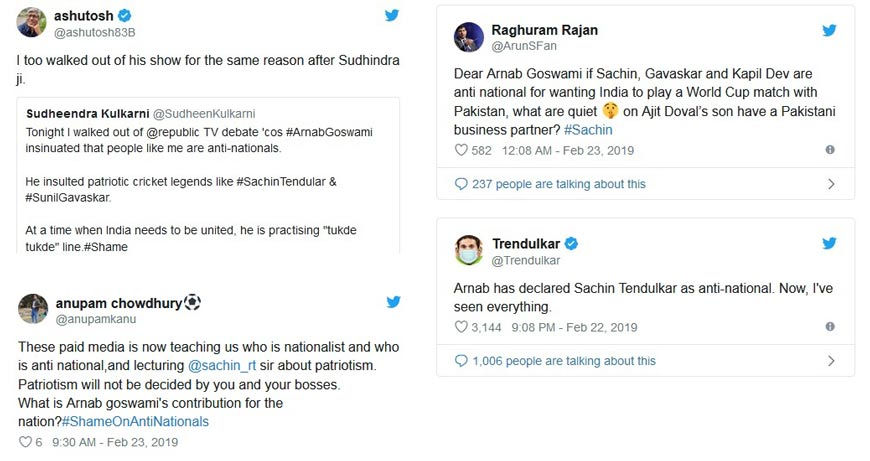 ashutosh
@ashutosh83B
I too walked out of his show for the same reason after Sudhindra
ji.
Sudheendra Kulkarni @SudheenKulkarni
Tonight I walked out of @republic TV debate 'cos #ArnabGoswami
insinuated that people like me are anti-nationals.
He insulted patriotic cricket legends like #SachinTendular &
#SunilGavaskar.
At a time when India needs to be united, he is practising "tukde
tukde" line.#Shame
anupam chowdhury⚽
@anupamkanu
These paid media is now teaching us who is nationalist and who
is anti national,and lecturing @sachin_rt sir about patriotism.
Patriotism will not be decided by you and your bosses.
What is Arnab goswami's contribution for the
nation?#ShameOnAntiNationals
6 9:30 AM - Feb 23, 2019
Raghuram Rajan
@ArunSFan
Dear Arnab Goswami if Sachin, Gavaskar and Kapil Dev are
anti national for wanting India to play a World Cup match with
Pakistan, what are quiet 🤫 on Ajit Doval's son have a Pakistani
business partner? #Sachin
582 12:08 AM - Feb 23, 2019
237 people are talking about this
Trendulkar
@Trendulkar
Arnab has declared Sachin Tendulkar as anti-national. Now, I've
seen everything.
3,144 9:08 PM - Feb 22, 2019
1,006 people are talking about this